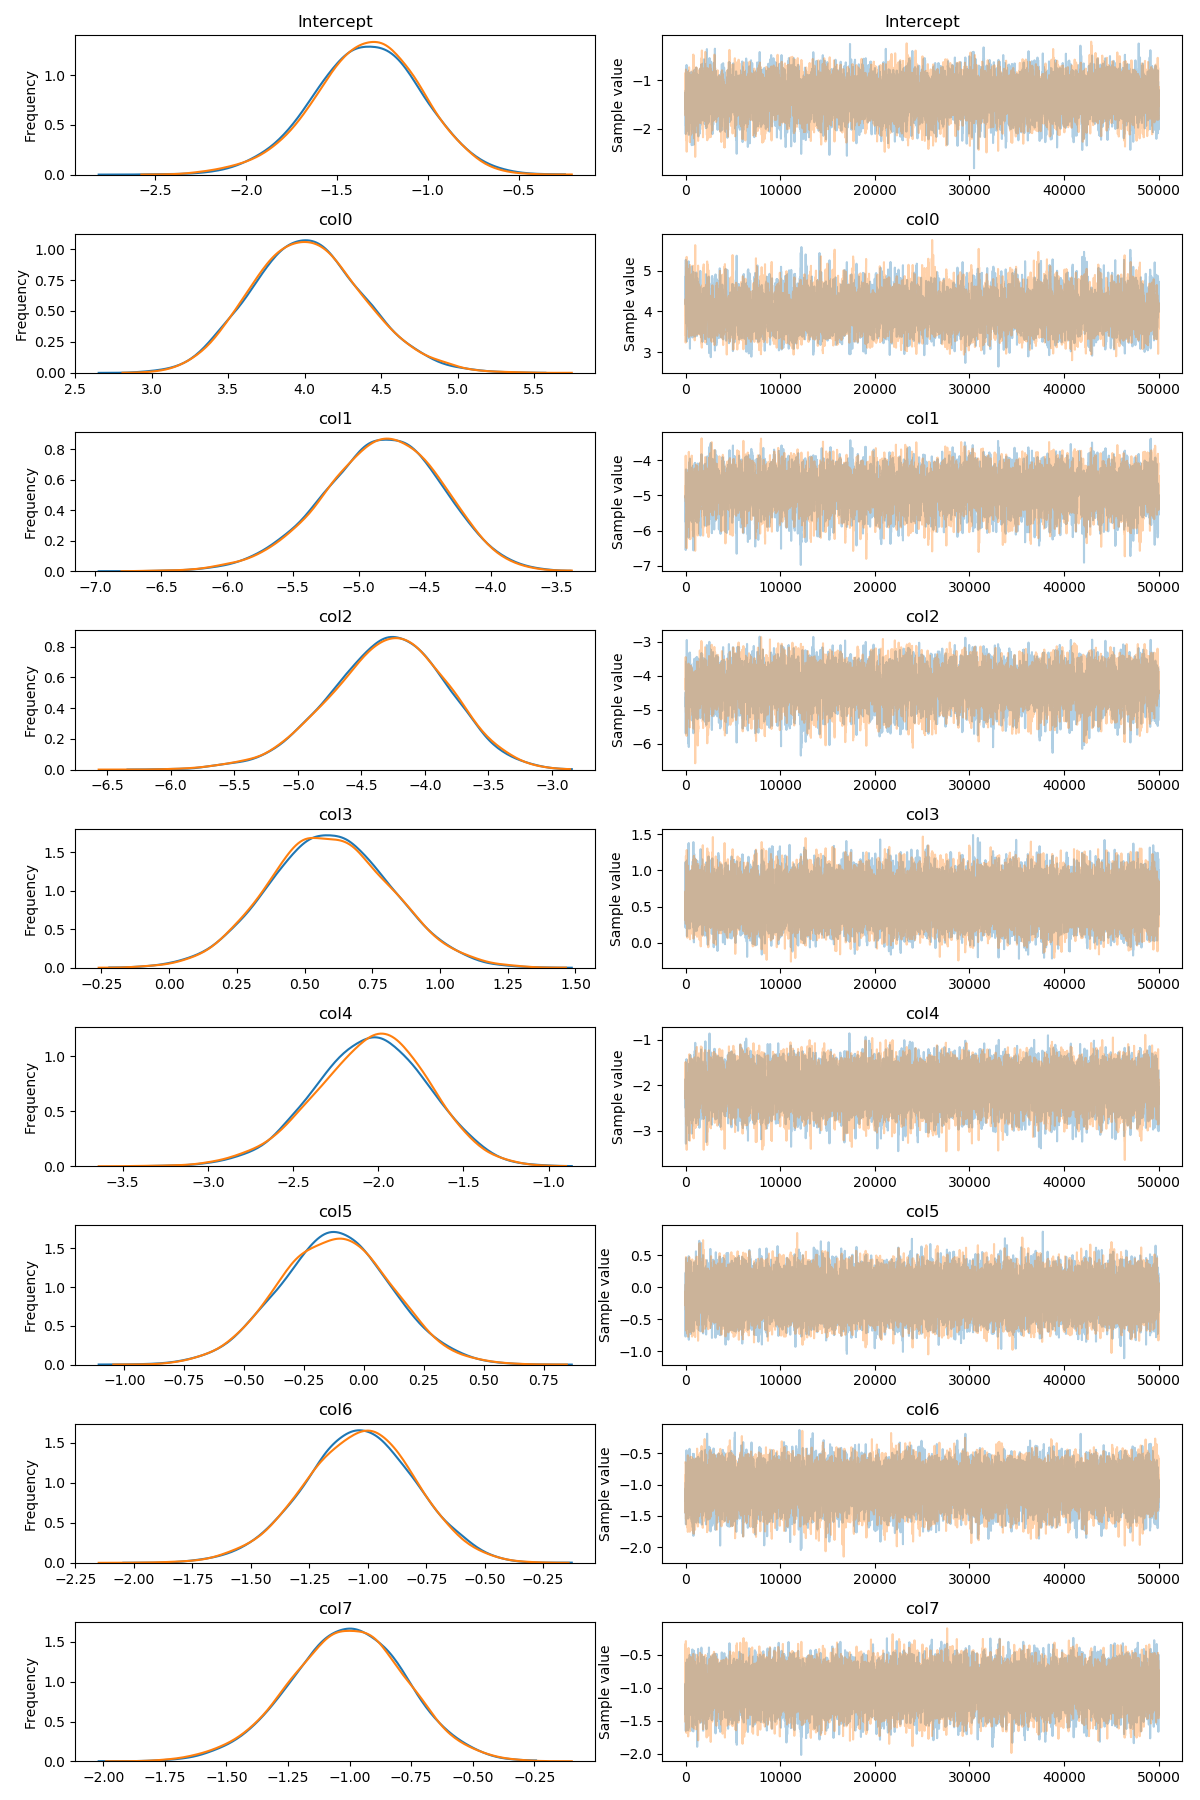 Intercept Intercept
Frequency
1.0
0.5
0.0
−2.5 −2.0 −1.5 −1.0 −0.5
Sample value
−1
−2
0 10000 20000 30000 40000 50000
col0 col0
Frequency
1.00
0.75
0.50
0.25
0.00
2.5 3.0 3.5 4.0 4.5 5.0 5.5
Sample value
5
4
3
0 10000 20000 30000 40000 50000
col1 col1
Frequency
0.8
0.6
0.4
0.2
0.0
−7.0 −6.5 −6.0 −5.5 −5.0 −4.5 −4.0 −3.5
Sample value
−4
−5
−6
−7
0 10000 20000 30000 40000 50000
col2 col2
Frequency
0.8
0.6
0.4
0.2
0.0
−6.5 −6.0 −5.5 −5.0 −4.5 −4.0 −3.5 −3.0
Sample value
−3
−4
−5
−6
0 10000 20000 30000 40000 50000
col3 col3
Frequency
1.5
1.0
0.5
0.0
−0.25 0.00 0.25 0.50 0.75 1.00 1.25 1.50
Sample value
1.5
1.0
0.5
0.0
0 10000 20000 30000 40000 50000
col4 col4
Frequency
1.0
0.5
0.0
−3.5 −3.0 −2.5 −2.0 −1.5 −1.0
Sample value
−1
−2
−3
0 10000 20000 30000 40000 50000
col5 col5
Frequency
1.5
1.0
0.5
0.0
−1.00 −0.75 −0.50 −0.25 0.00 0.25 0.50 0.75
Sample value
0.5
0.0
−0.5
−1.0
0 10000 20000 30000 40000 50000
col6 col6
Frequency
1.5
1.0
0.5
0.0
−2.25 −2.00 −1.75 −1.50 −1.25 −1.00 −0.75 −0.50 −0.25
Sample value
−0.5
−1.0
−1.5
−2.0
0 10000 20000 30000 40000 50000
col7 col7
Frequency
1.5
1.0
0.5
0.0
−2.00 −1.75 −1.50 −1.25 −1.00 −0.75 −0.50 −0.25
Sample value
−0.5
−1.0
−1.5
−2.0
0 10000 20000 30000 40000 50000